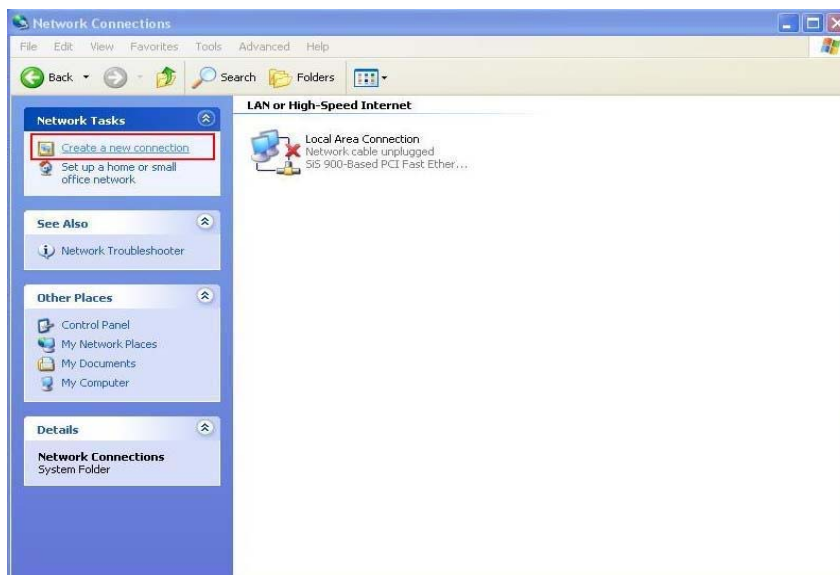 Network Connections
File Edit View Favorites Tools Advanced Help
Back Search Folders
Network Tasks
Create a new connection
Set up a home or small
office network
See Also
Network Troubleshooter
Other Places
Control Panel
My Network Places
My Documents
My Computer
Details
Network Connections
System Folder
LAN or High-Speed Internet
Local Area Connection
Network cable unplugged
SiS 900-Based PCI Fast Ether...